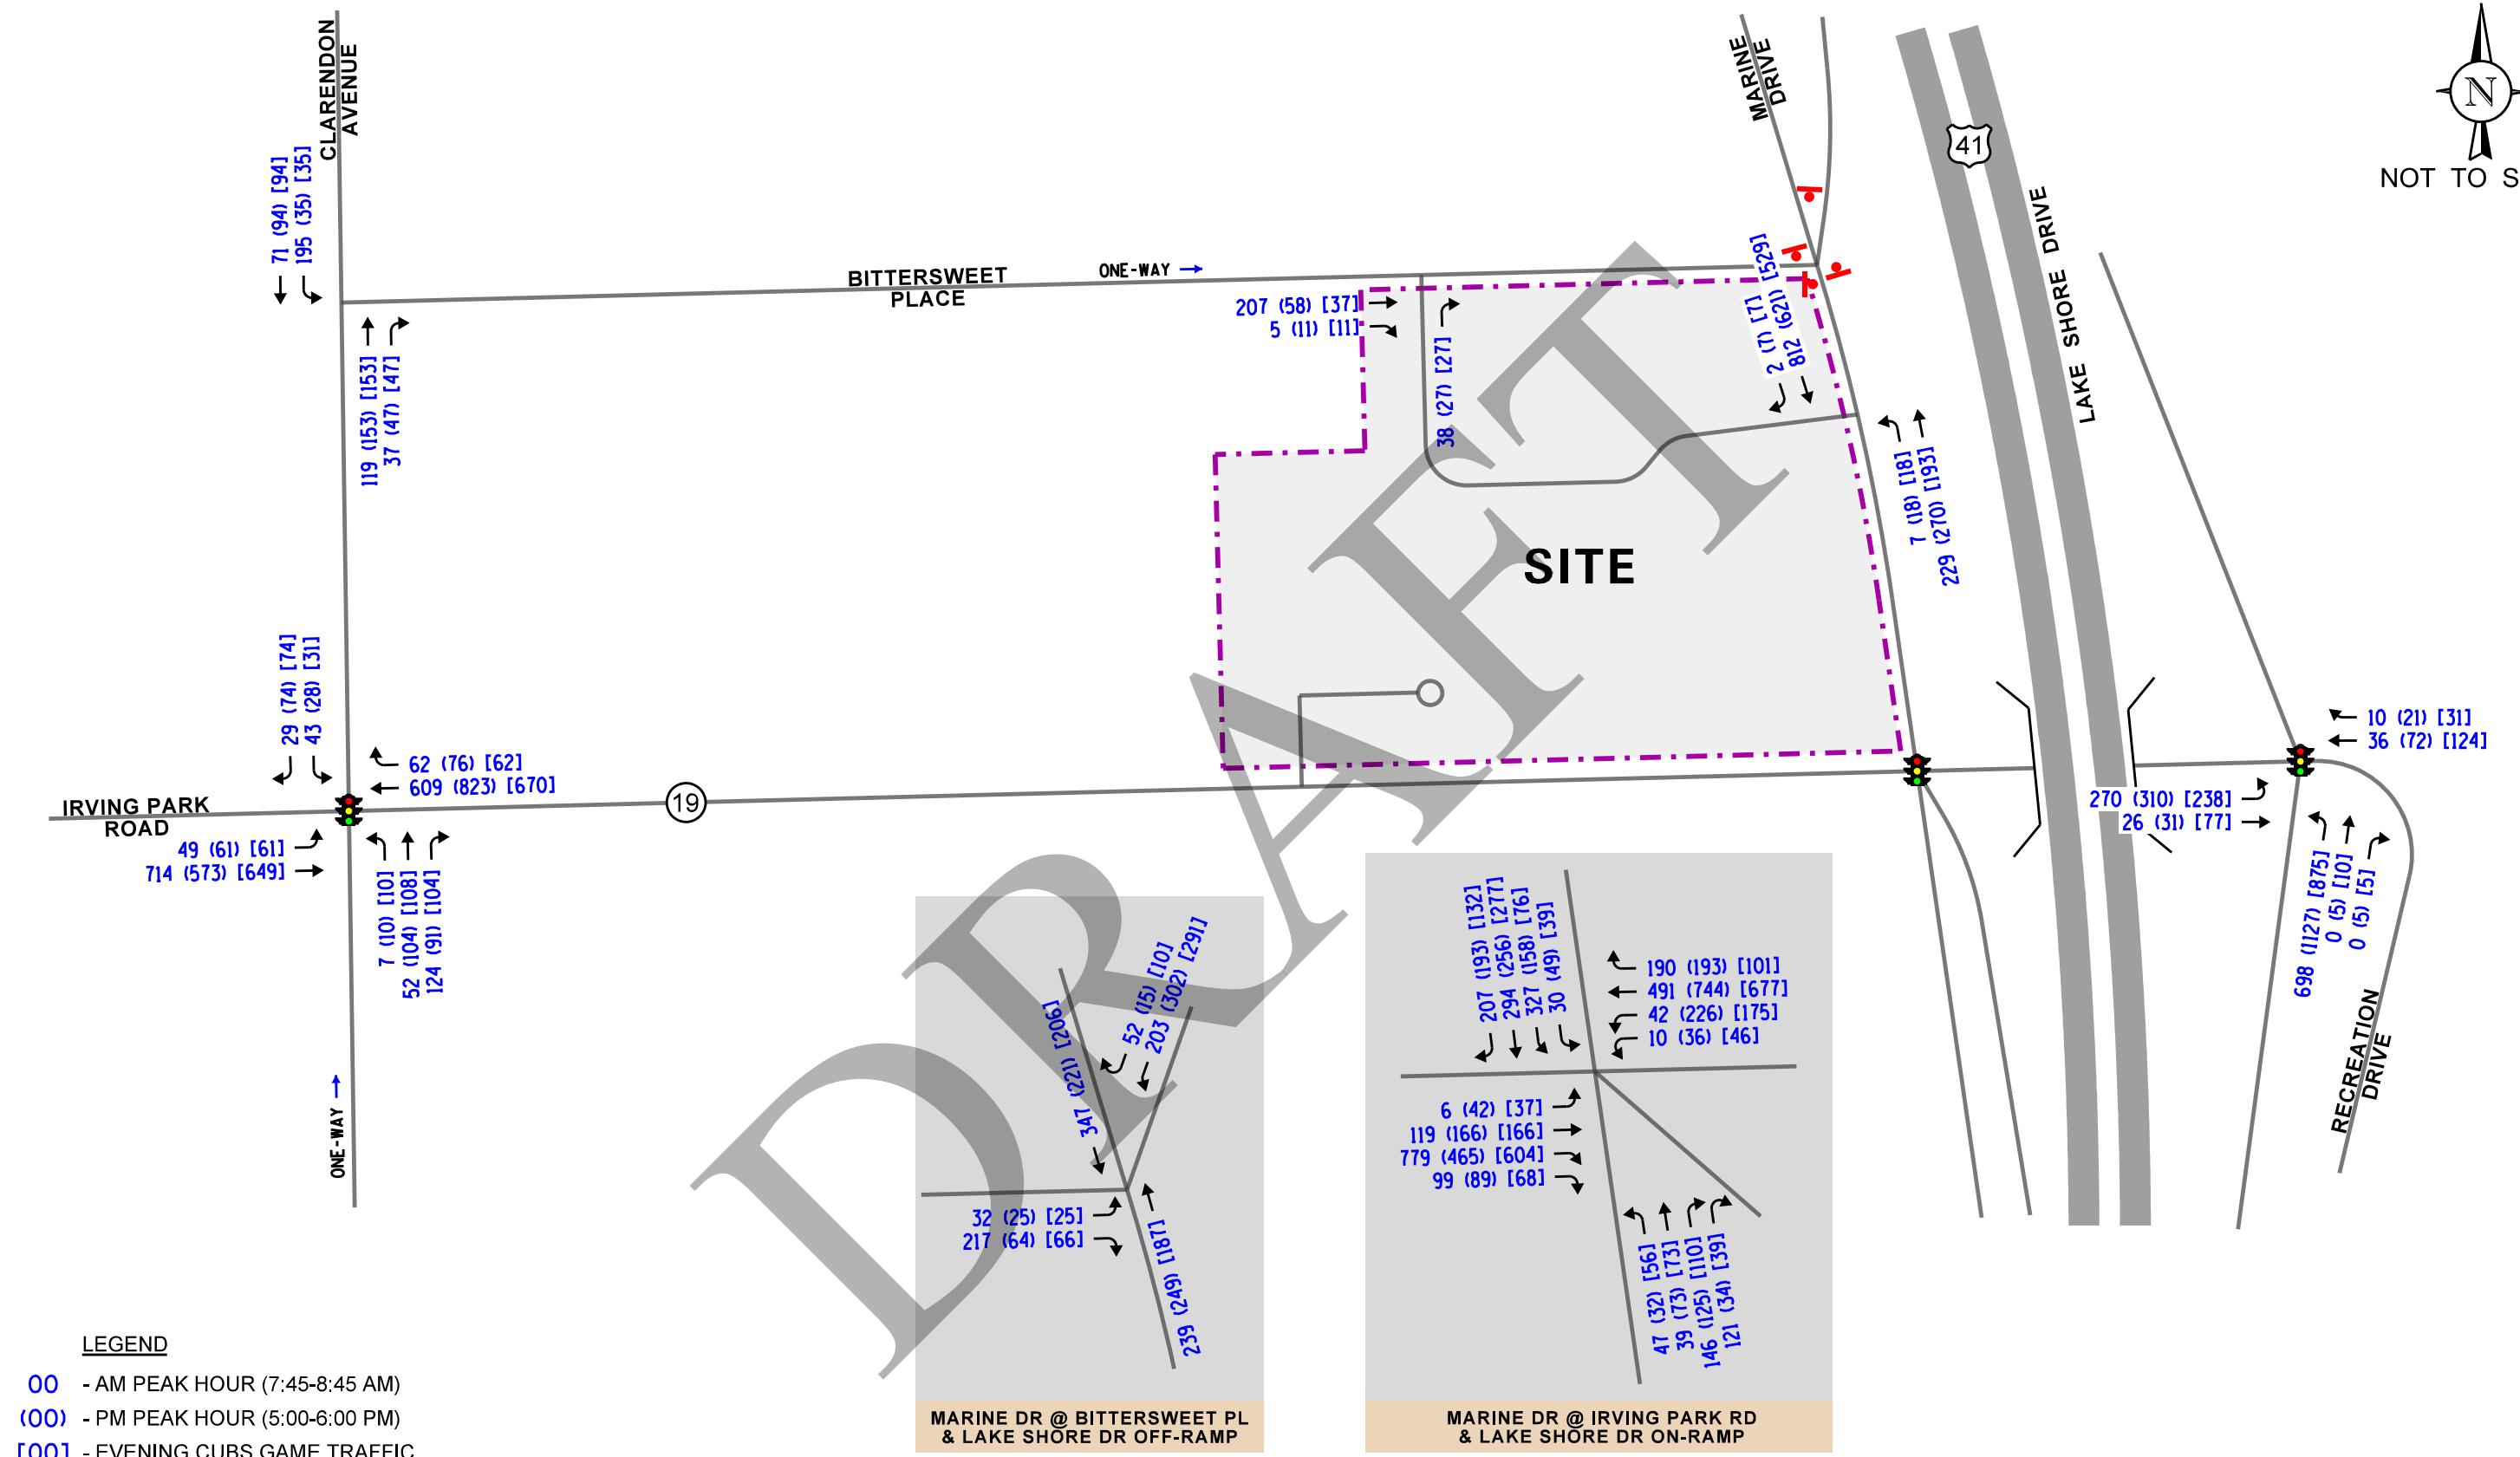 CLARENDON
AVENUE
MARINE
DRIVE
41
LAKE SHORE DRIVE
N
NOT TO S
71 (94) [94]
195 (35) [35]
BITTERSWEET
PLACE
ONE-WAY
119 (153) [153]
37 (47) [47]
207 (58) [37]
5 (11) [11]
38 (27) [27]
2 (7) [7]
812 (621) [529]
7 (18) [18]
229 (270) [193]
SITE
29 (74) [74]
43 (28) [31]
62 (76) [62]
609 (823) [670]
IRVING PARK
ROAD
19
49 (61) [61]
714 (573) [649]
7 (10) [10]
52 (104) [108]
124 (91) [104]
ONE-WAY
10 (21) [31]
36 (72) [124]
270 (310) [238]
26 (31) [77]
698 (1127) [875]
0 (5) [10]
0 (5) [5]
RECREATION
DRIVE
DRAFT
347 (221) [206]
52 (15) [10]
203 (302) [291]
32 (25) [25]
217 (64) [66]
239 (249) [187]
MARINE DR @ BITTERSWEET PL
& LAKE SHORE DR OFF-RAMP
207 (193) [132]
294 (256) [277]
327 (158) [76]
30 (49) [39]
190 (193) [101]
491 (744) [677]
42 (226) [175]
10 (36) [46]
6 (42) [37]
119 (166) [166]
779 (465) [604]
99 (89) [68]
47 (32) [56]
39 (73) [73]
146 (125) [110]
121 (34) [39]
MARINE DR @ IRVING PARK RD
& LAKE SHORE DR ON-RAMP
LEGEND
00 - AM PEAK HOUR (7:45-8:45 AM)
(00) - PM PEAK HOUR (5:00-6:00 PM)
[00] - EVENING CUBS GAME TRAFFIC